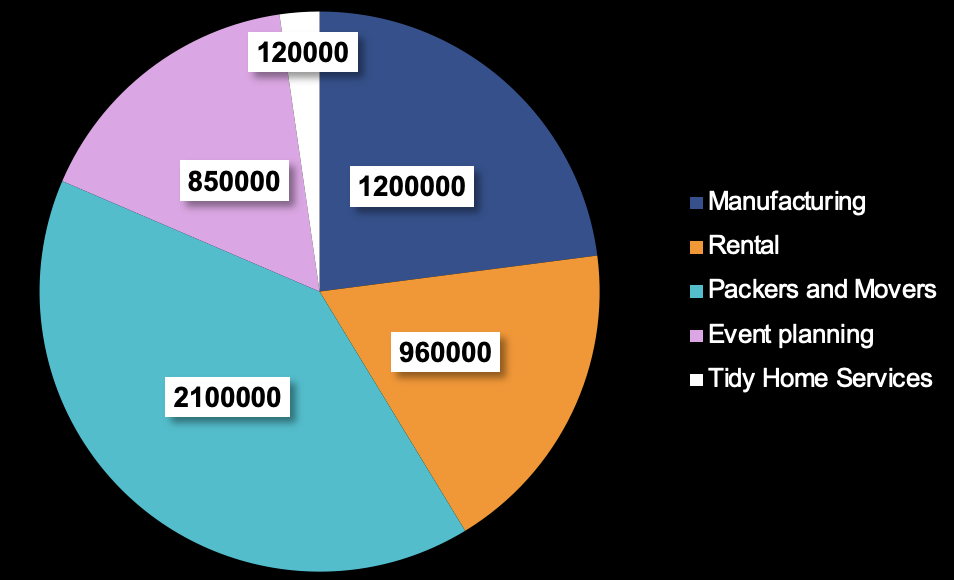 120000
850000
1200000
960000
2100000
Manufacturing
Rental
Packers and Movers
Event planning
Tidy Home Services